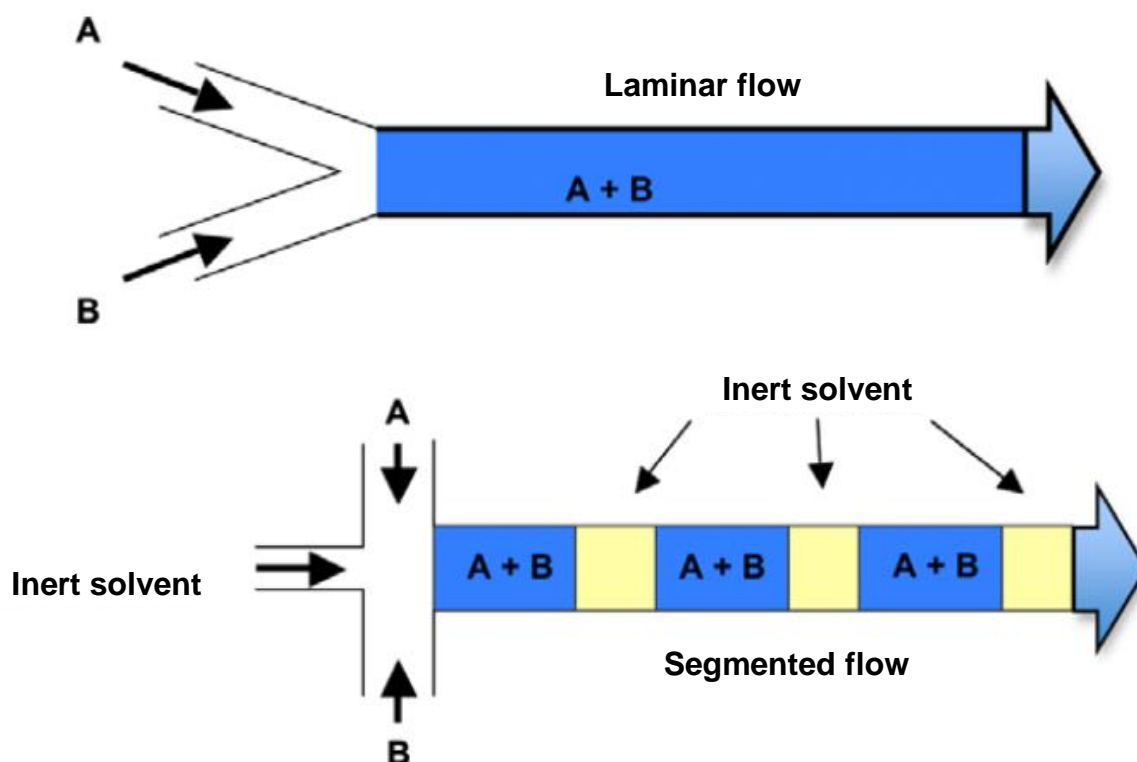 A
Laminar flow
A + B
B
Inert solvent
A
Inert solvent
A + B
A + B
A + B
Segmented flow
B